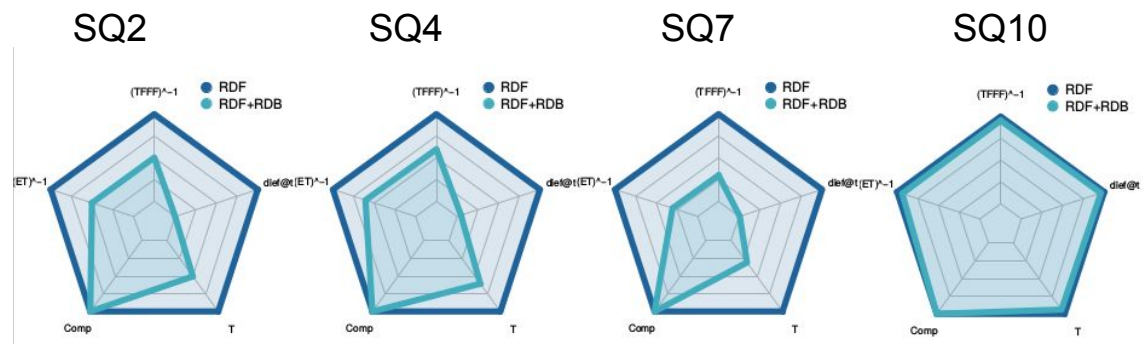 SQ2
SQ4
SQ7
SQ10
(TFFF)^-1
RDF
RDF+RDB
(ET)^-1
dief@t
Comp
T
(TFFF)^-1
RDF
RDF+RDB
(ET)^-1
dief@t
Comp
T
(TFFF)^-1
RDF
RDF+RDB
(ET)^-1
dief@t
Comp
T
(TFFF)^-1
RDF
RDF+RDB
(ET)^-1
dief@t
Comp
T